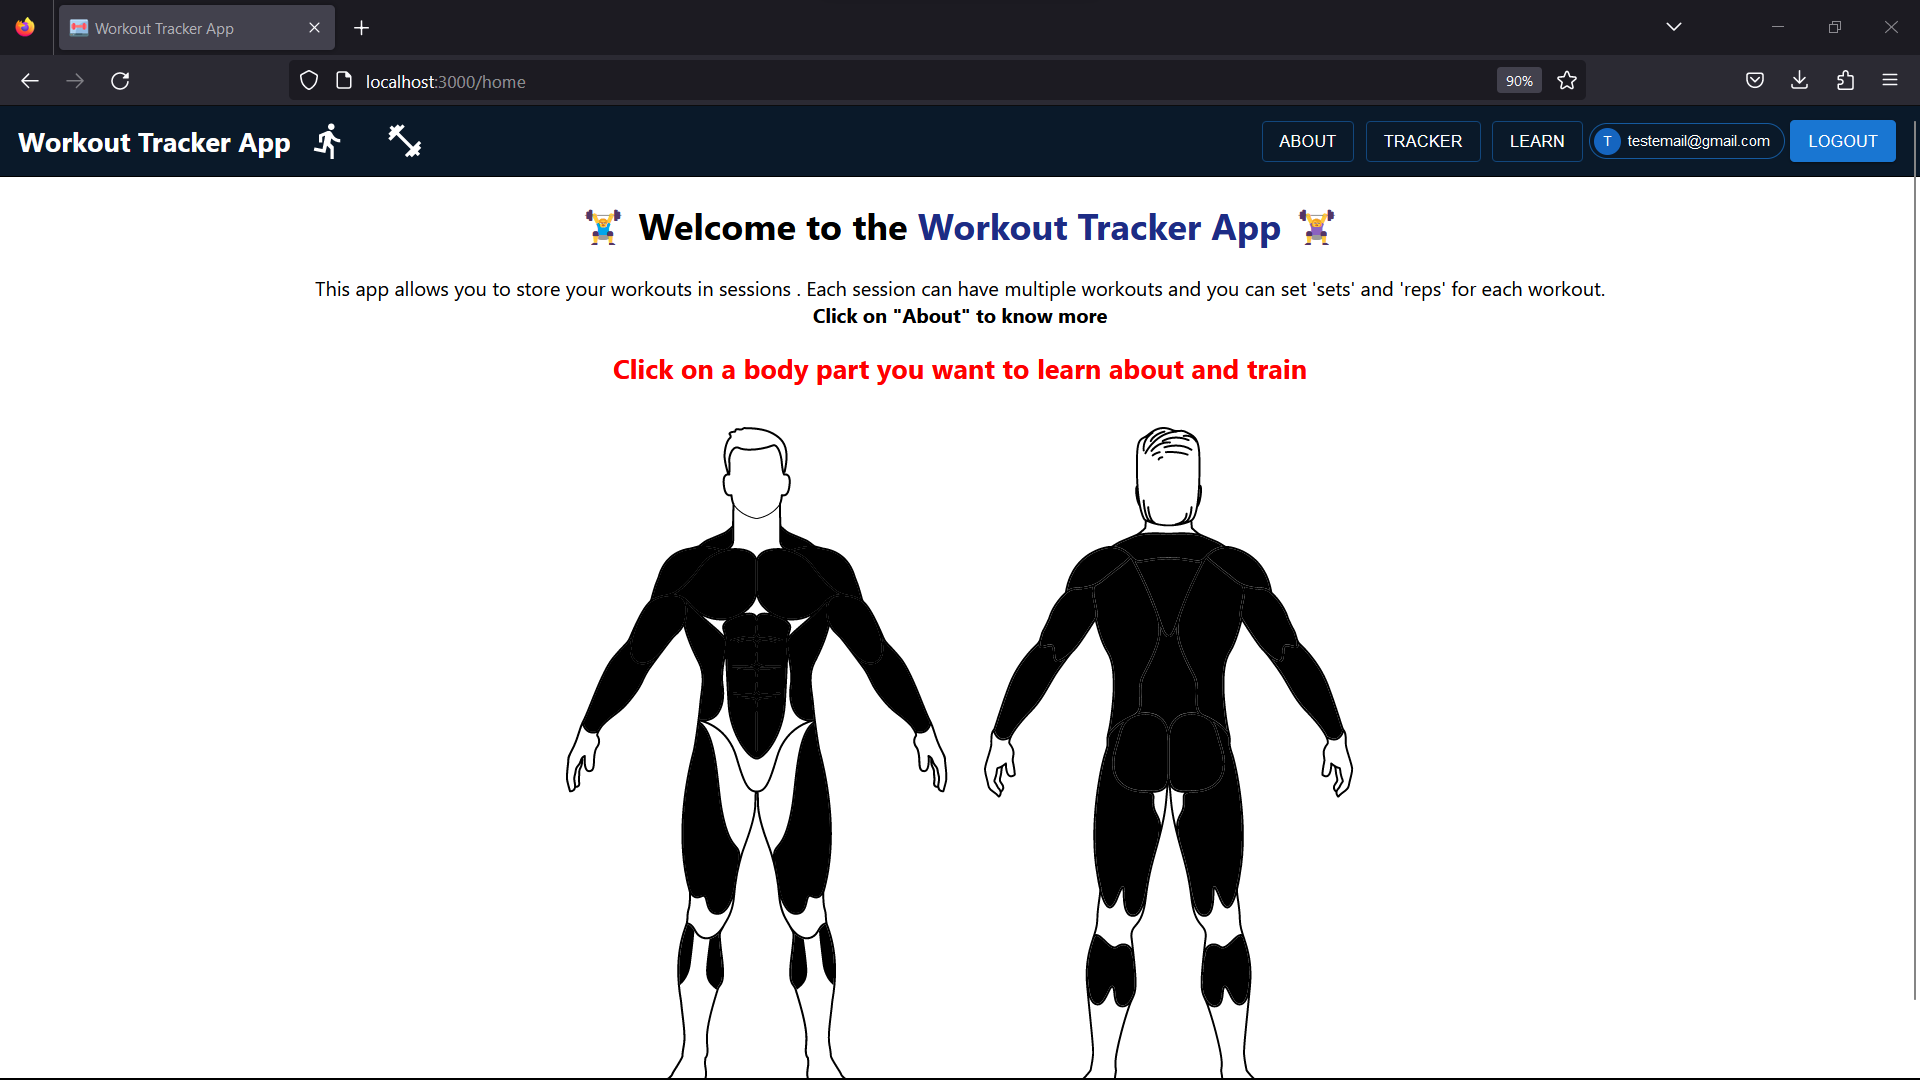 Workout Tracker App
localhost:3000/home
90%
Workout Tracker App
ABOUT
TRACKER
LEARN
T
testemail@gmail.com
LOGOUT
Welcome to the Workout Tracker App
This app allows you to store your workouts in sessions . Each session can have multiple workouts and you can set 'sets' and 'reps' for each workout.
Click on "About" to know more
Click on a body part you want to learn about and train